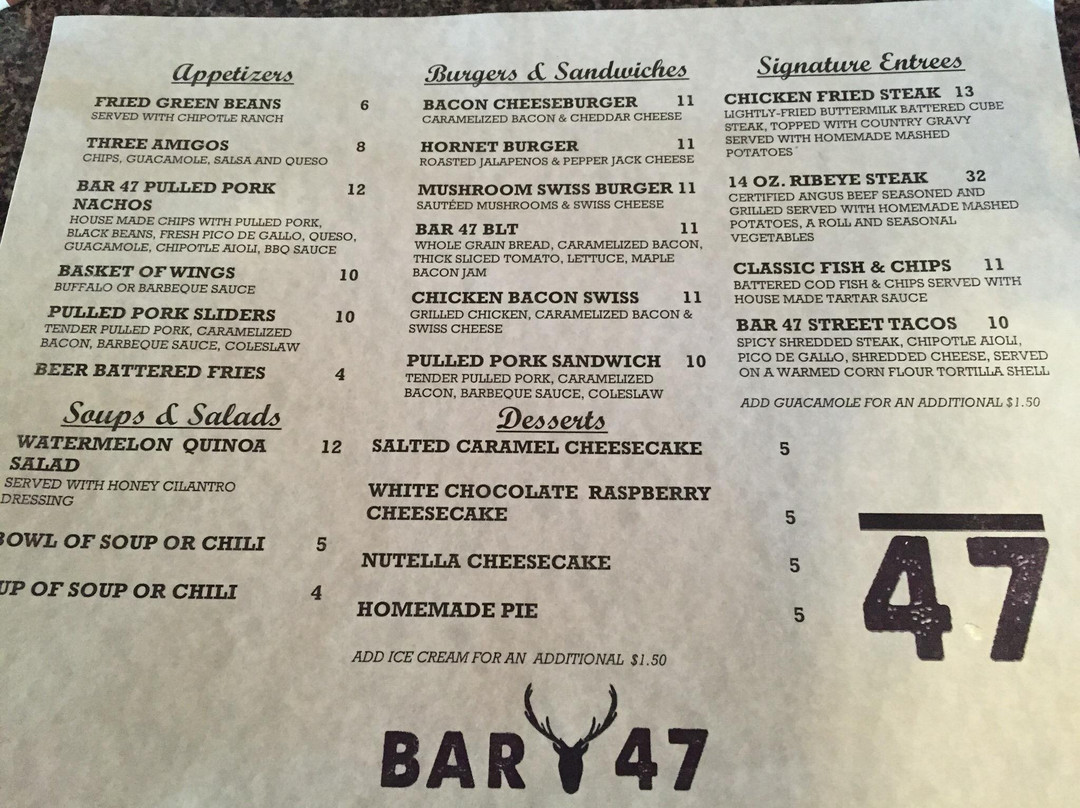 Appetizers
FRIED GREEN BEANS 6
SERVED WITH CHIPOTLE RANCH
THREE AMIGOS 8
CHIPS, GUACAMOLE, SALSA AND QUESO
BAR 47 PULLED PORK 12
NACHOS
HOUSE MADE CHIPS WITH PULLED PORK,
BLACK BEANS, FRESH PICO DE GALLO, QUESO,
GUACAMOLE, CHIPOTLE AIOLI, BBQ SAUCE
BASKET OF WINGS 10
BUFFALO OR BARBEQUE SAUCE
PULLED PORK SLIDERS 10
TENDER PULLED PORK, CARAMELIZED
BACON, BARBEQUE SAUCE, COLESLAW
BEER BATTERED FRIES 4
Soups & Salads
WATERMELON QUINOA 12
SALAD
SERVED WITH HONEY CILANTRO
DRESSING
BOWL OF SOUP OR CHILI 5
UP OF SOUP OR CHILI 4
Burgers & Sandwiches
BACON CHEESEBURGER 11
CARAMELIZED BACON & CHEDDAR CHEESE
HORNET BURGER 11
ROASTED JALAPENOS & PEPPER JACK CHEESE
MUSHROOM SWISS BURGER 11
SAUTÉED MUSHROOMS & SWISS CHEESE
BAR 47 BLT 11
WHOLE GRAIN BREAD, CARAMELIZED BACON,
THICK SLICED TOMATO, LETTUCE, MAPLE
BACON JAM
CHICKEN BACON SWISS 11
GRILLED CHICKEN, CARAMELIZED BACON &
SWISS CHEESE
PULLED PORK SANDWICH 10
TENDER PULLED PORK, CARAMELIZED
BACON, BARBEQUE SAUCE, COLESLAW
Desserts
SALTED CARAMEL CHEESECAKE 5
WHITE CHOCOLATE RASPBERRY
CHEESECAKE 5
NUTELLA CHEESECAKE 5
HOMEMADE PIE 5
ADD ICE CREAM FOR AN ADDITIONAL $1.50
Signature Entrees
CHICKEN FRIED STEAK 13
LIGHTLY-FRIED BUTTERMILK BATTERED CUBE
STEAK, TOPPED WITH COUNTRY GRAVY
SERVED WITH HOMEMADE MASHED
POTATOES
14 OZ. RIBEYE STEAK 32
CERTIFIED ANGUS BEEF SEASONED AND
GRILLED SERVED WITH HOMEMADE MASHED
POTATOES, A ROLL AND SEASONAL
VEGETABLES
CLASSIC FISH & CHIPS 11
BATTERED COD FISH & CHIPS SERVED WITH
HOUSE MADE TARTAR SAUCE
BAR 47 STREET TACOS 10
SPICY SHREDDED STEAK, CHIPOTLE AIOLI,
PICO DE GALLO, SHREDDED CHEESE, SERVED
ON A WARMED CORN FLOUR TORTILLA SHELL
ADD GUACAMOLE FOR AN ADDITIONAL $1.50
47
BAR 47